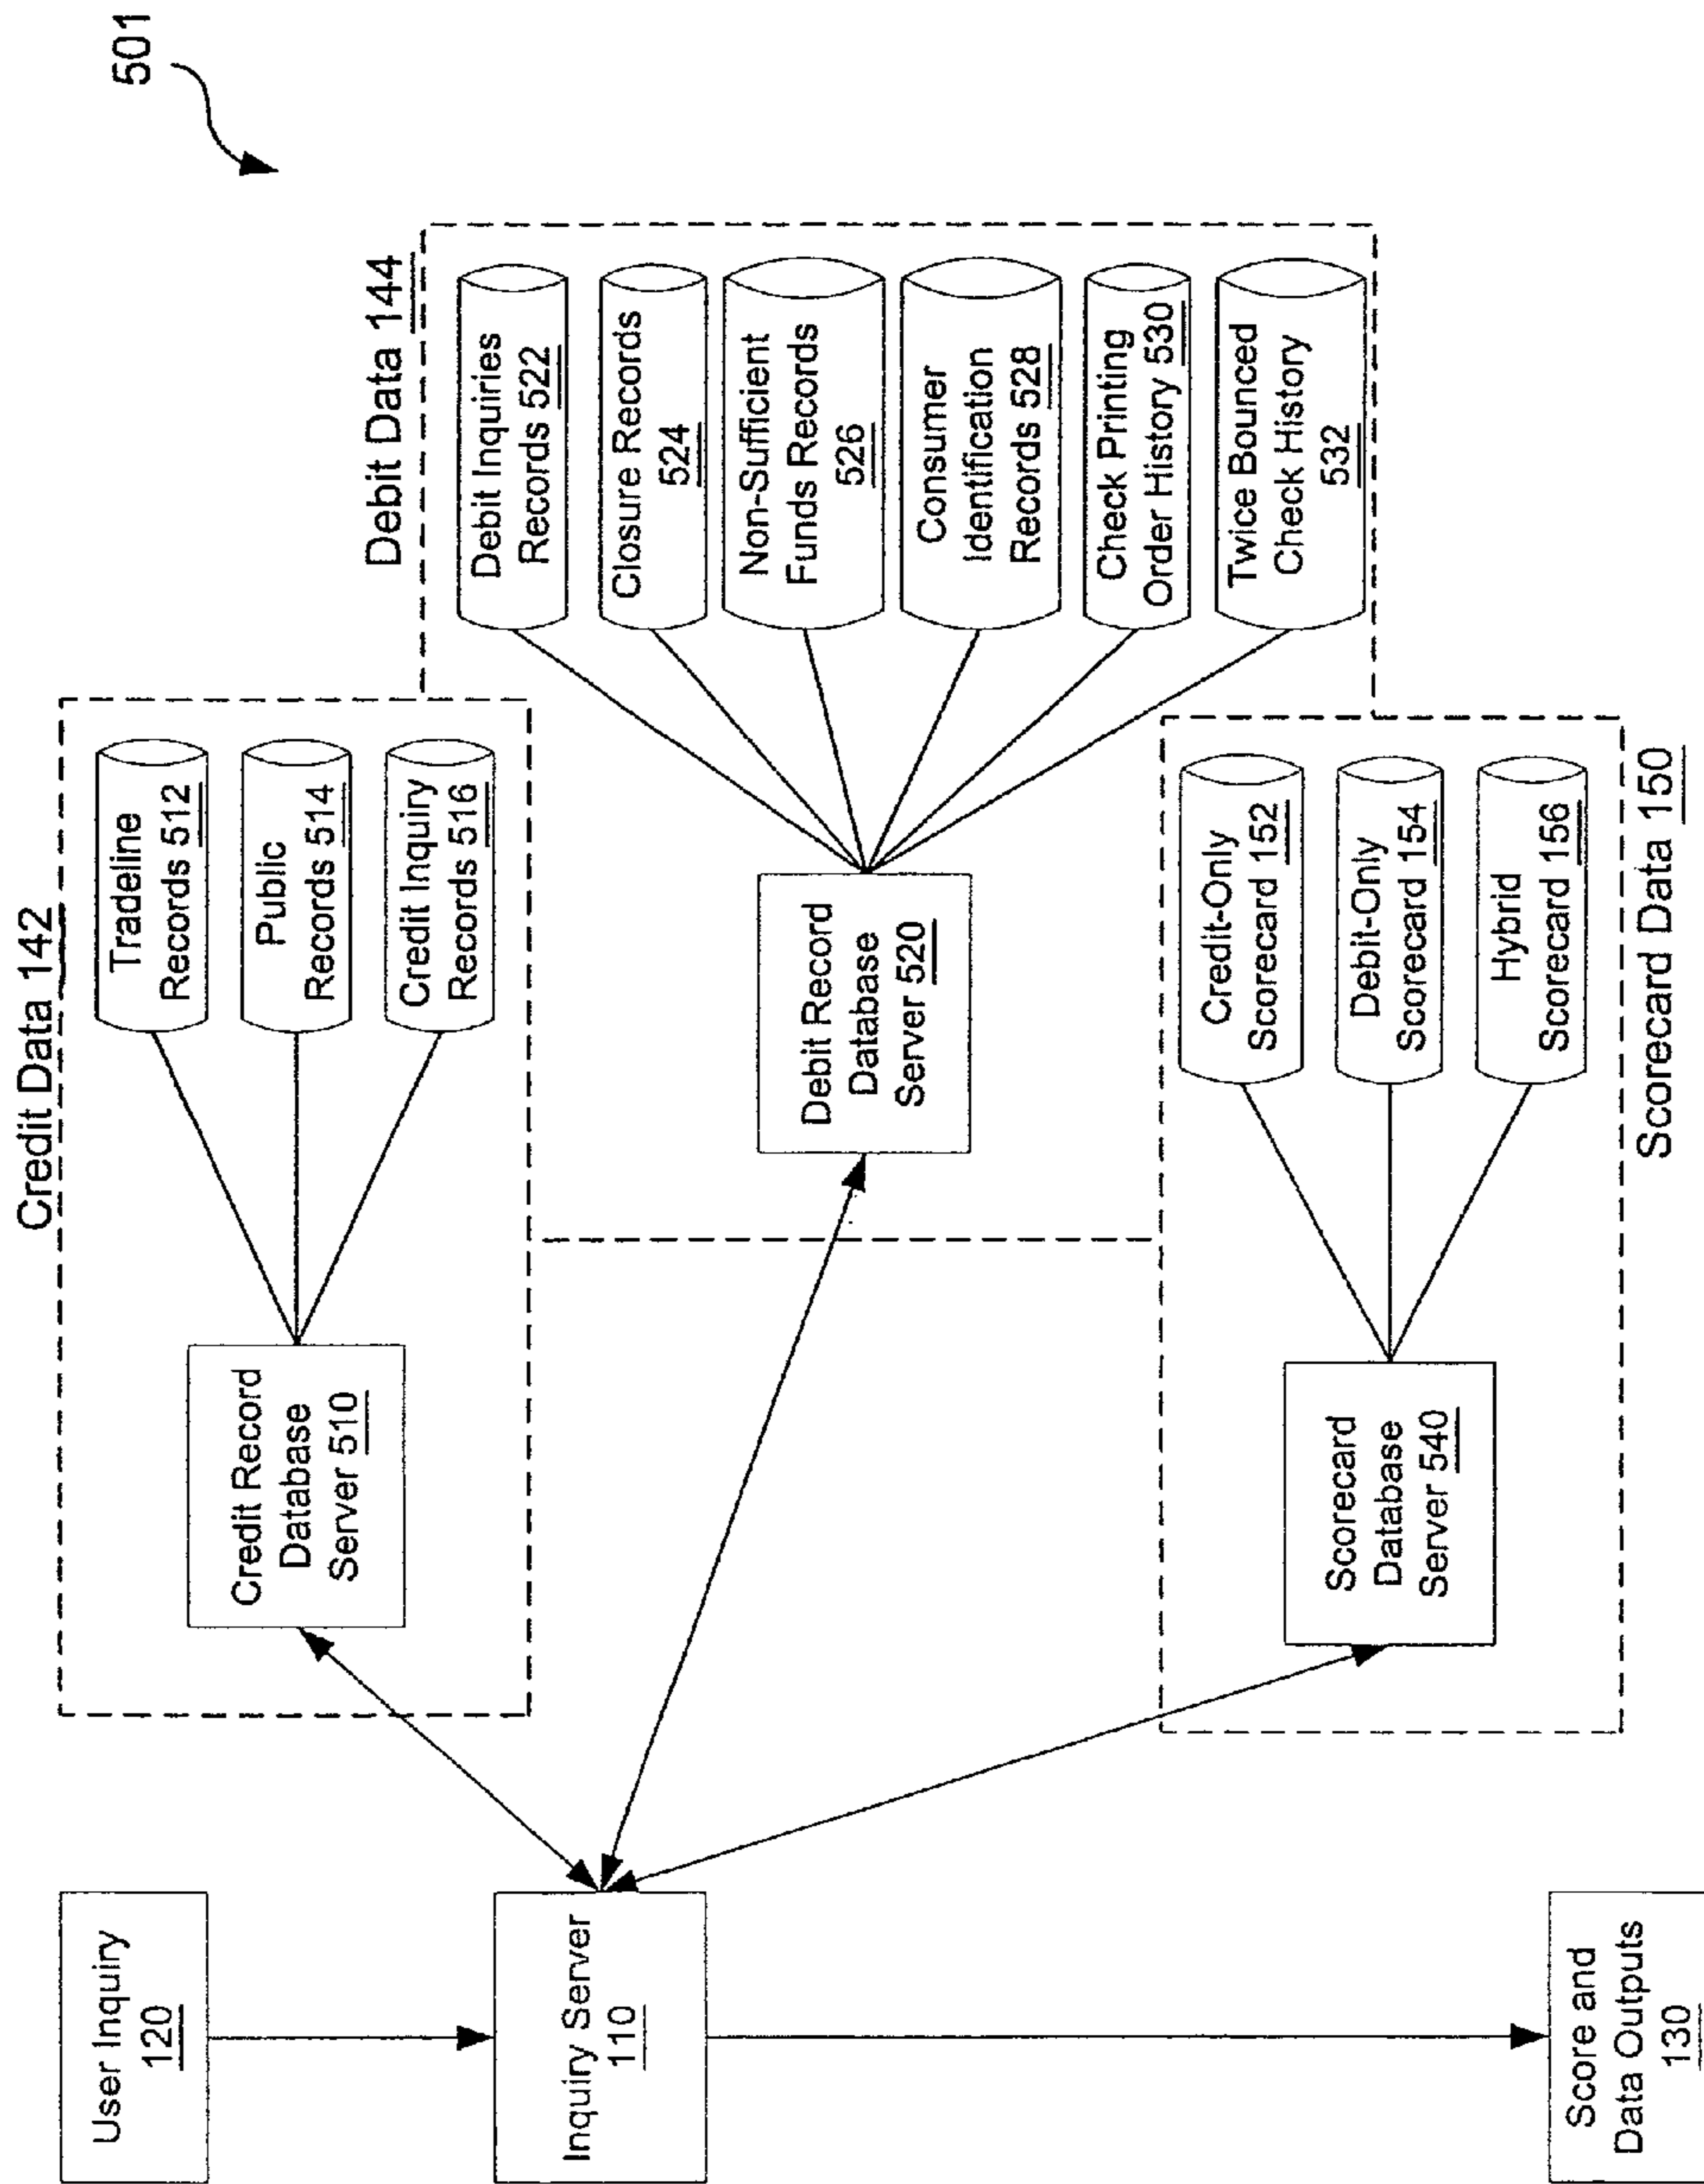 501
Credit Data 142
Tradeline
Records 512
Public
Records 514
Credit Inquiry
Records 516
Credit Record
Database
Server 510
Debit Data 144
Debit Inquiries
Records 522
Closure Records
524
Non-Sufficient
Funds Records
526
Consumer
Identification
Records 528
Check Printing
Order History 530
Twice Bounced
Check History
532
Debit Record
Database
Server 520
Credit-Only
Scorecard 152
Debit-Only
Scorecard 154
Hybrid
Scorecard 156
Scorecard
Database
Server 540
Scorecard Data 150
User Inquiry
120
Inquiry Server
110
Score and
Data Outputs
130